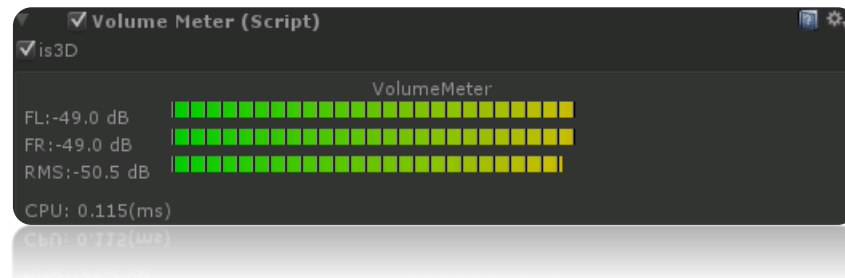 Volume Meter (Script)
is3D
VolumeMeter
FL:-49.0 dB
FR:-49.0 dB
RMS:-50.5 dB
CPU: 0.115(ms)